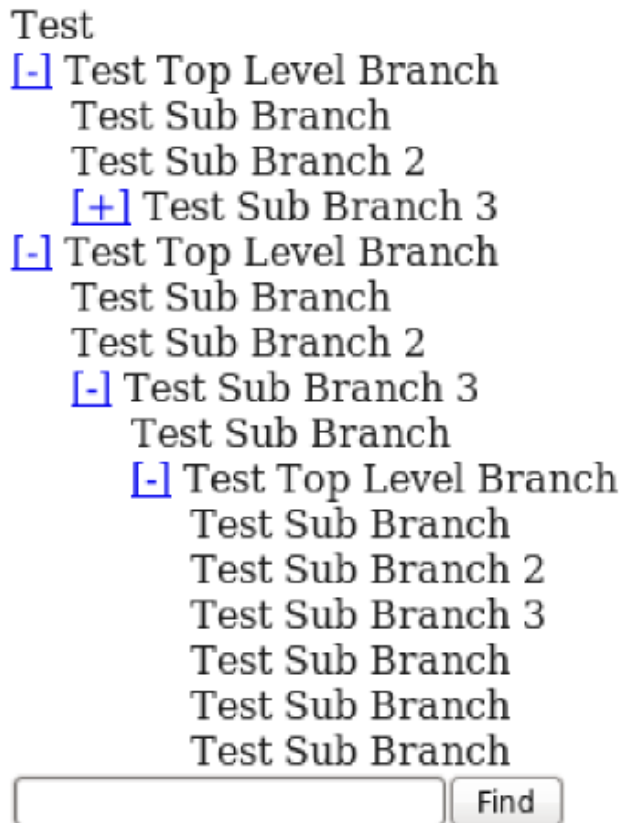 Test
[-] Test Top Level Branch
Test Sub Branch
Test Sub Branch 2
[+] Test Sub Branch 3
[-] Test Top Level Branch
Test Sub Branch
Test Sub Branch 2
[-] Test Sub Branch 3
Test Sub Branch
[-] Test Top Level Branch
Test Sub Branch
Test Sub Branch 2
Test Sub Branch 3
Test Sub Branch
Test Sub Branch
Test Sub Branch
Find